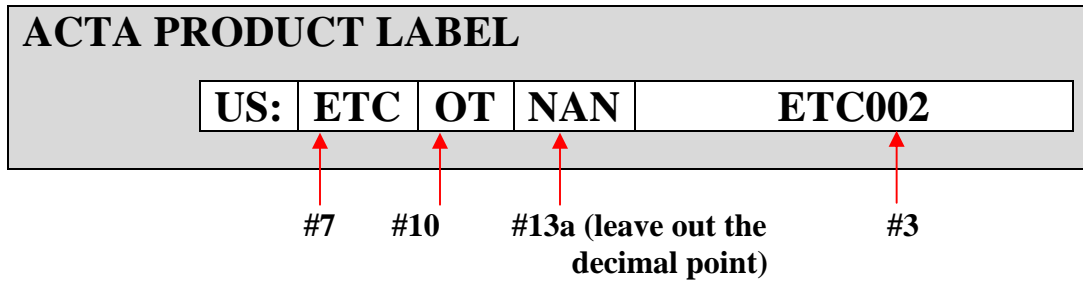 ACTA PRODUCT LABEL
US: ETC OT NAN ETC002
#7 #10 #13a (leave out the #3
decimal point)